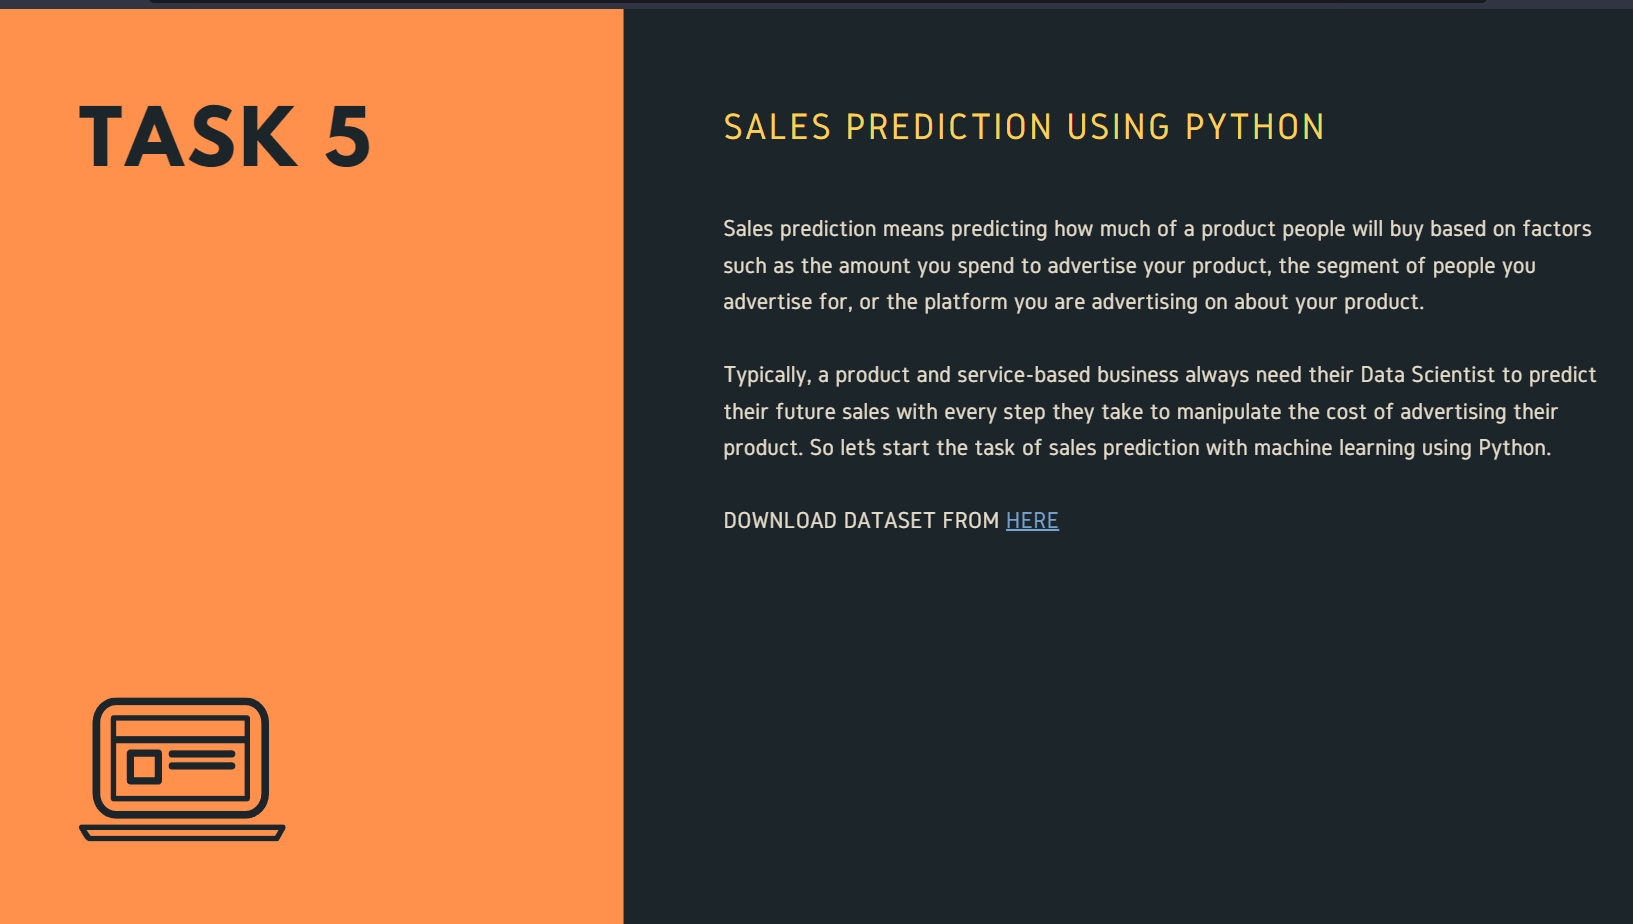 TASK 5
SALES PREDICTION USING PYTHON
Sales prediction means predicting how much of a product people will buy based on factors
such as the amount you spend to advertise your product, the segment of people you
advertise for, or the platform you are advertising on about your product.
Typically, a product and service-based business always need their Data Scientist to predict
their future sales with every step they take to manipulate the cost of advertising their
product. So let’s start the task of sales prediction with machine learning using Python.
DOWNLOAD DATASET FROM HERE